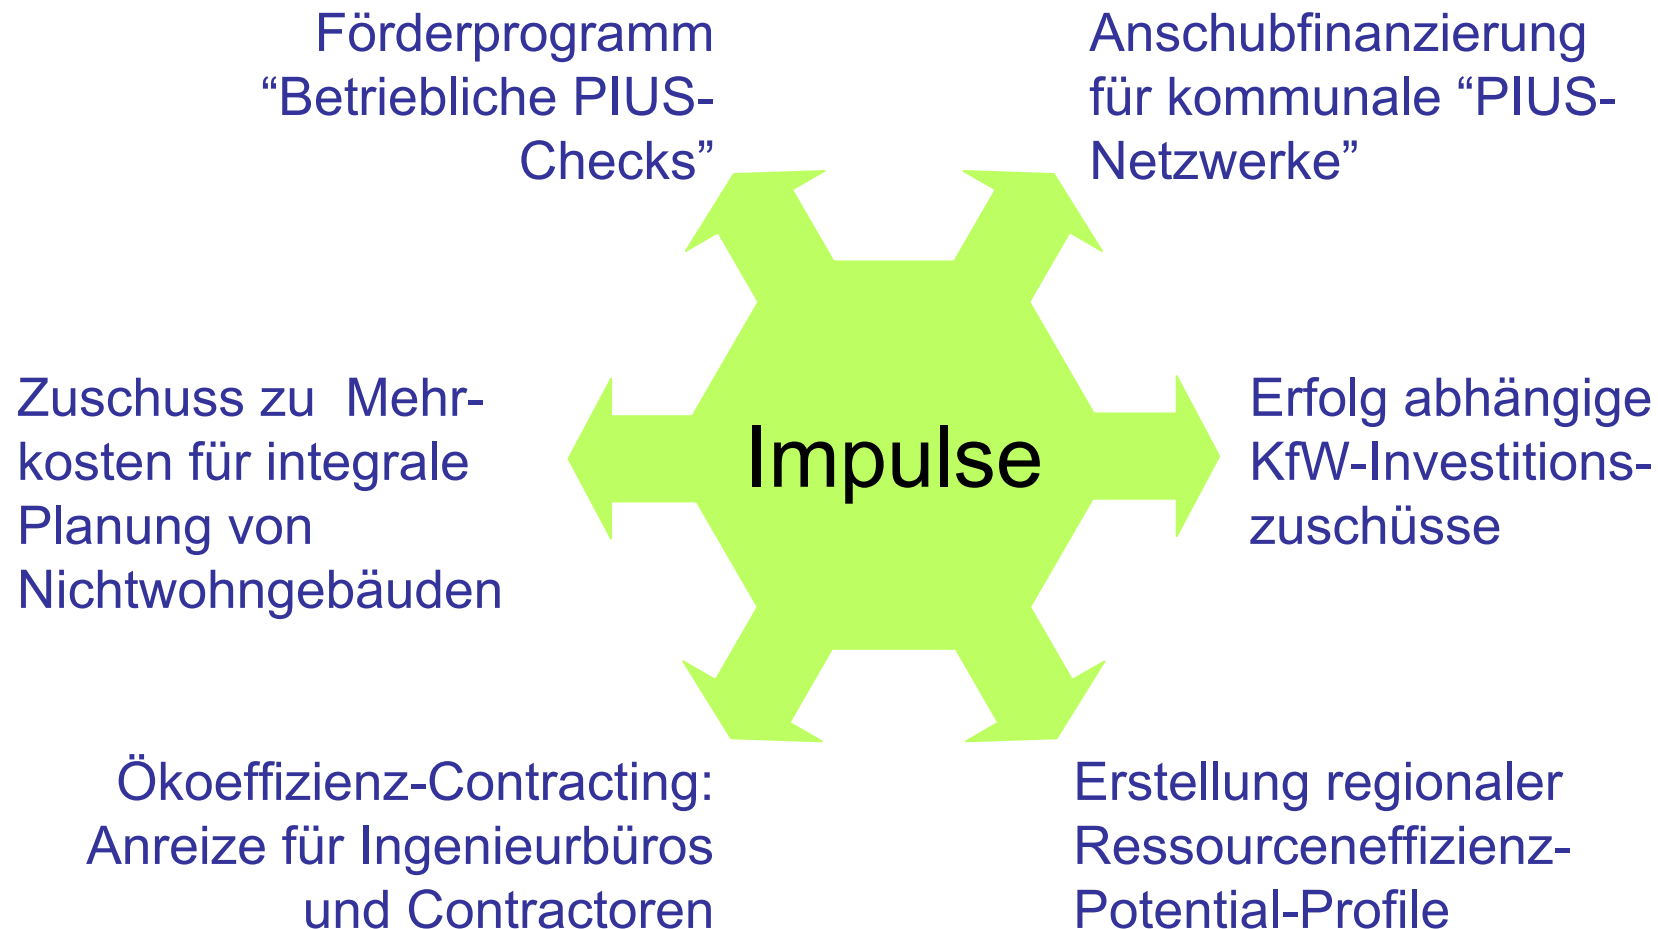 Förderprogramm
“Betriebliche PIUS-
Checks”
Anschubfinanzierung
für kommunale “PIUS-
Netzwerke”
Zuschuss zu  Mehr-
kosten für integrale
Planung von
Nichtwohngebäuden
Impulse
Erfolg abhängige
KfW-Investitions-
zuschüsse
Ökoeffizienz-Contracting:
Anreize für Ingenieurbüros
und Contractoren
Erstellung regionaler
Ressourceneffizienz-
Potential-Profile